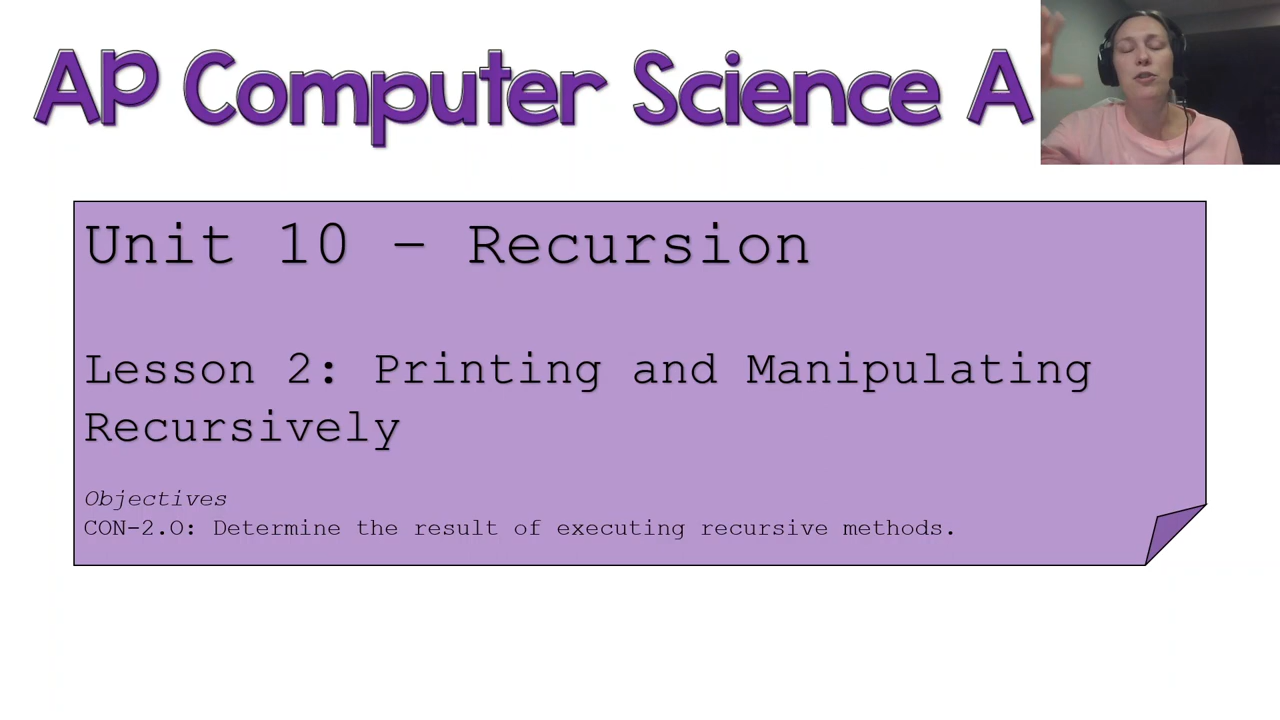 AP Computer Science A
Unit 10 – Recursion
Lesson 2: Printing and Manipulating
Recursively
Objectives
CON-2.O: Determine the result of executing recursive methods.